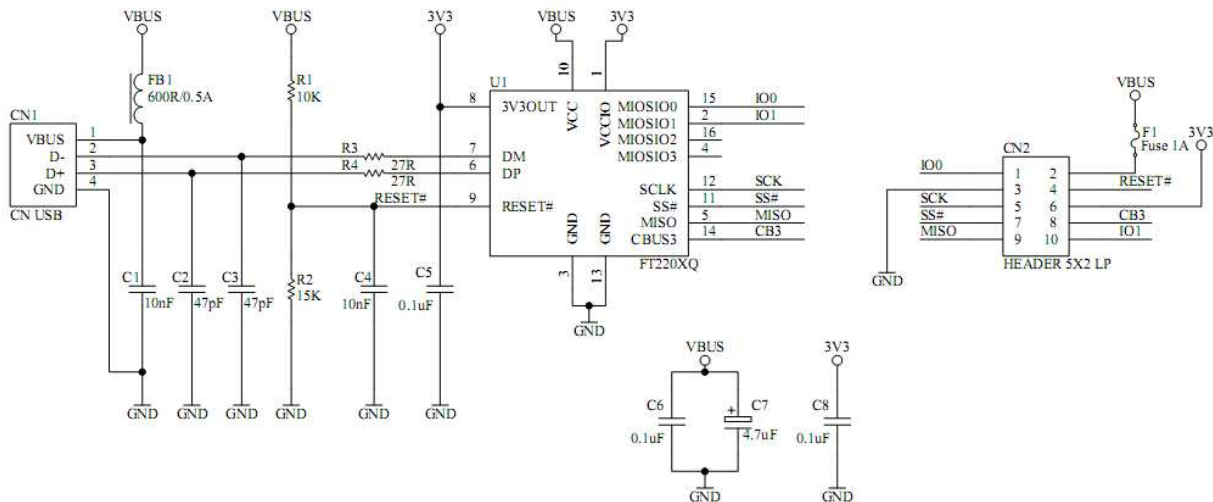 VBUS
VBUS
3V3
VBUS
3V3
FB1
600R/0.5A
R1
10K
U1
10
1
CN1
VBUS 1
D- 2
D+ 3
GND 4
CN USB
8 3V3OUT
VCC
VCCIO
MIOSIO0 15 IO0
MIOSIO1 2 IO1
MIOSIO2 16
MIOSIO3 4
R3
27R
7 DM
R4
27R
6 DP
RESET# 9 RESET#
SCLK 12 SCK
SS# 11 SS#
MISO 5 MISO
CBUS3 14 CB3
GND
GND
FT220XQ
3
13
GND
C1
10nF
C2
47pF
C3
47pF
R2
15K
C4
10nF
C5
0.1uF
GND
GND
GND
GND
GND
GND
VBUS
F1
Fuse 1A
3V3
CN2
IO0 1 2
3 4 RESET#
SCK 5 6
SS# 7 8 CB3
MISO 9 10 IO1
HEADER 5X2 LP
GND
VBUS
3V3
C6
0.1uF
+
C7
4.7uF
C8
0.1uF
GND
GND